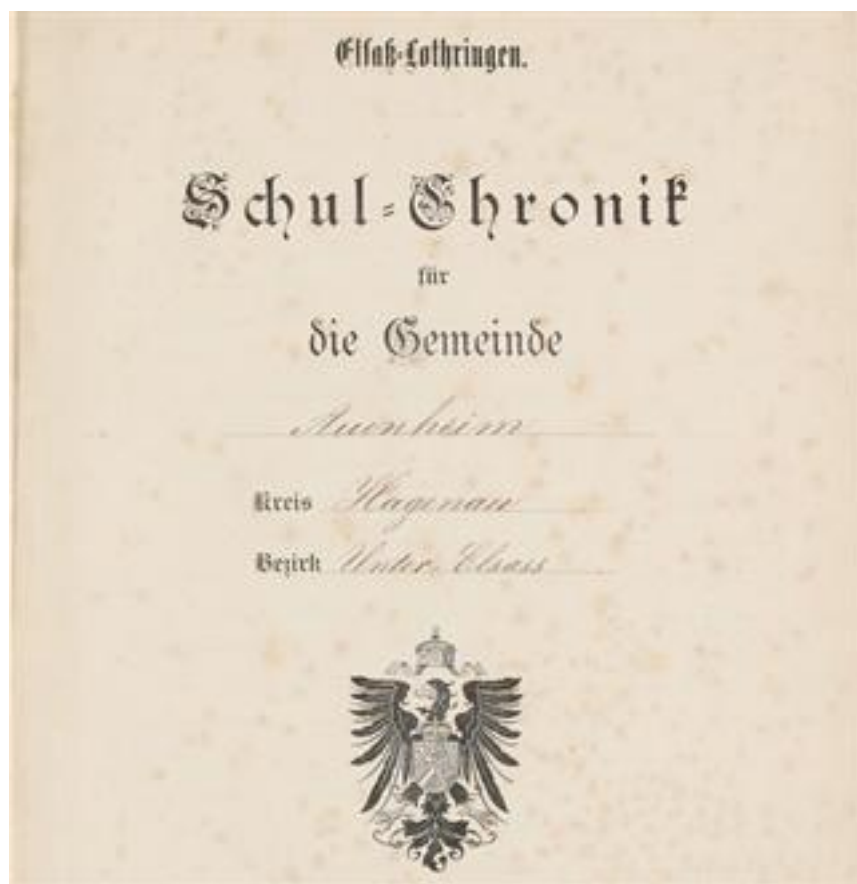 Elsaß-Lothringen.
Schul-Chronik
für
die Gemeinde
Auenheim
Kreis Hagenau
Bezirk Unter-Elsass